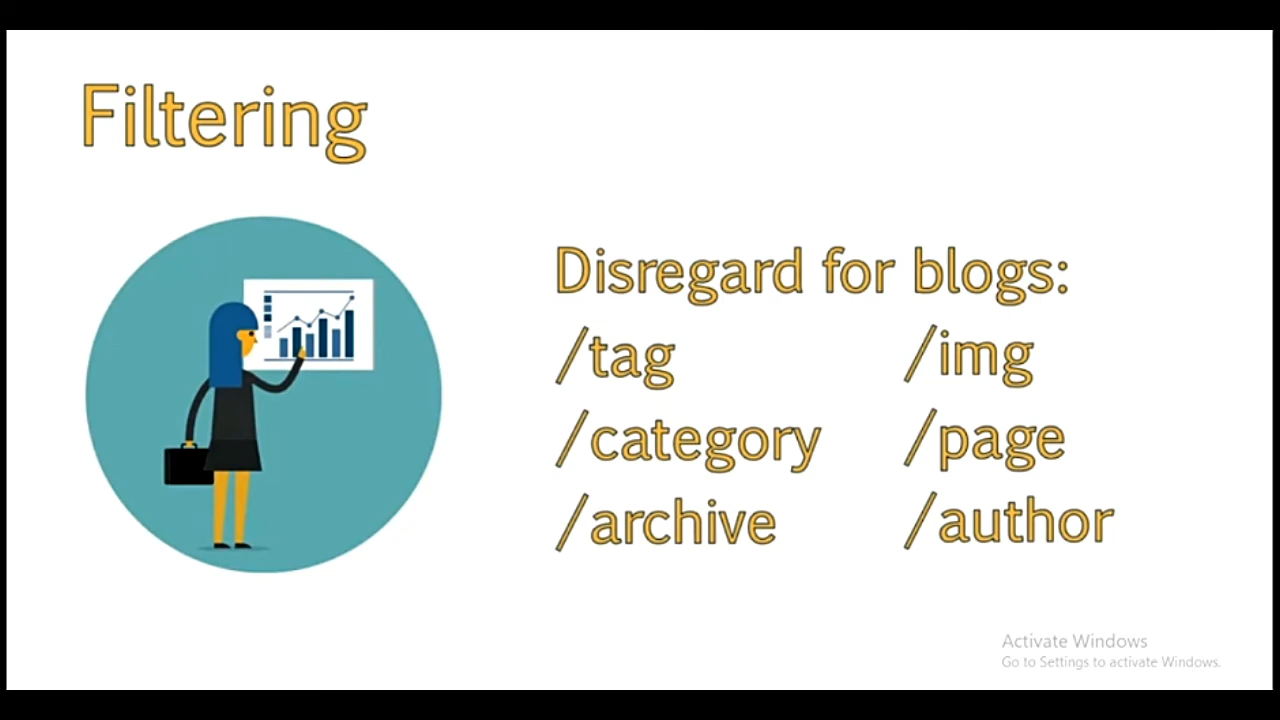 Filtering
Disregard for blogs:
/tag /img
/category /page
/archive /author
Activate Windows
Go to Settings to activate Windows.